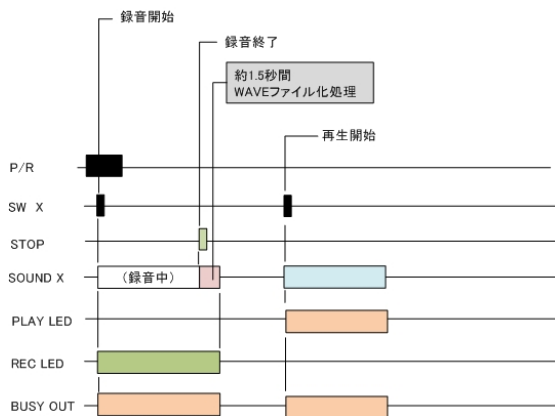 録音開始
録音終了
約1.5秒間
WAVEファイル化処理
再生開始
P/R
SW X
STOP
SOUND X
(録音中)
PLAY LED
REC LED
BUSY OUT